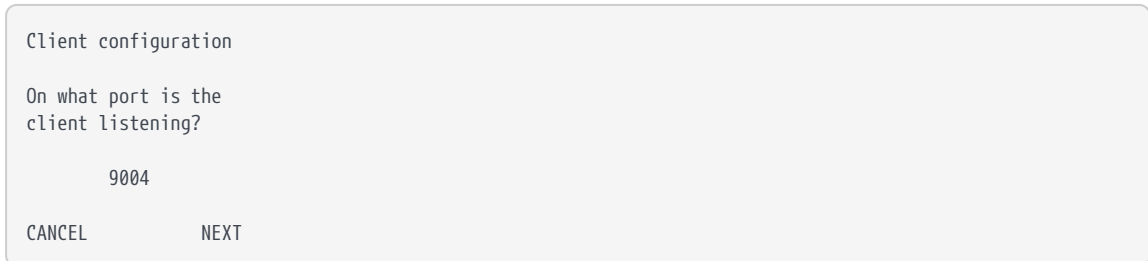 Client configuration
On what port is the
client listening?
9004
CANCEL NEXT